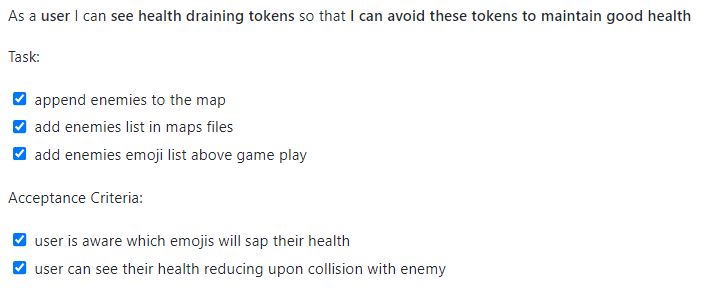 As a user I can see health draining tokens so that I can avoid these tokens to maintain good health
Task:
append enemies to the map
add enemies list in maps files
add enemies emoji list above game play
Acceptance Criteria:
user is aware which emojis will sap their health
user can see their health reducing upon collision with enemy